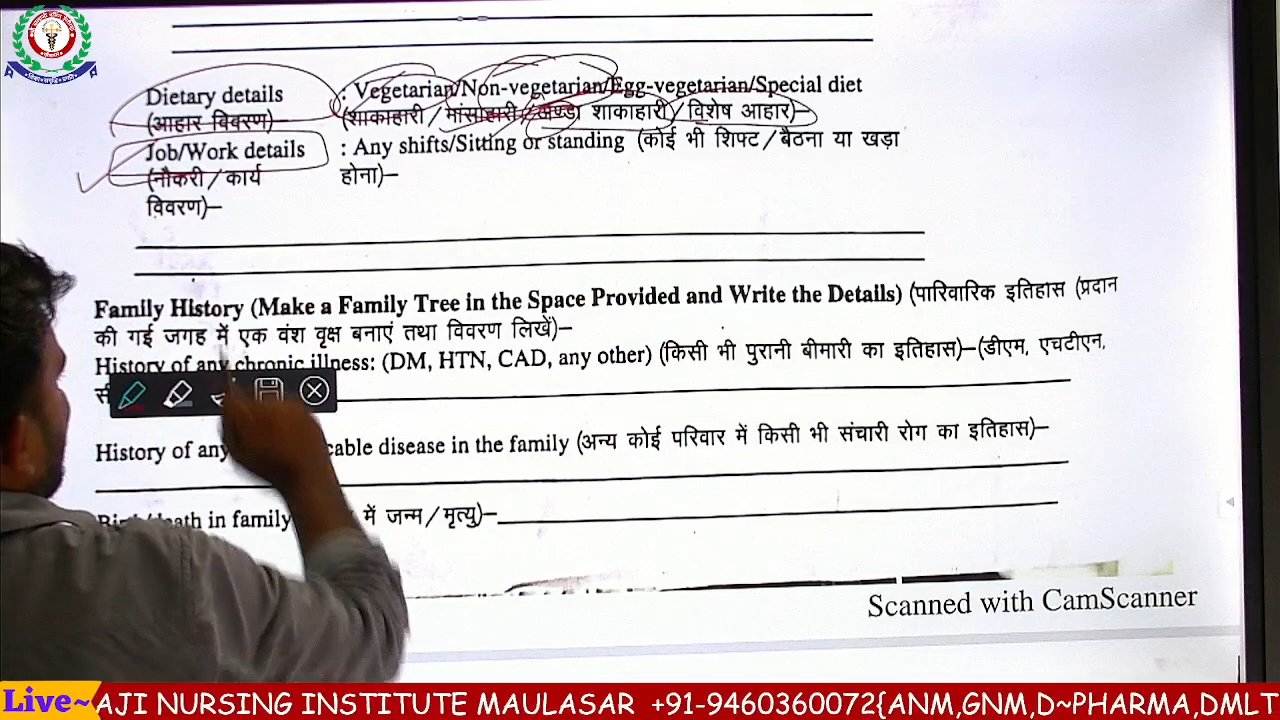 Dietary details : Vegetarian/Non-vegetarian/Egg-vegetarian/Special diet
(आहार विवरण)– (शाकाहारी / मांसाहारी / अण्डा शाकाहारी / विशेष आहार)–
Job/Work details : Any shifts/Sitting or standing (कोई भी शिफ्ट / बैठना या खड़ा
(नौकरी / कार्य होना)–
विवरण)–
Family History (Make a Family Tree in the Space Provided and Write the Details) (पारिवारिक इतिहास (प्रदान
की गई जगह में एक वंश वृक्ष बनाएं तथा विवरण लिखें)–
History of any chronic illness: (DM, HTN, CAD, any other) (किसी भी पुरानी बीमारी का इतिहास)–(डीएम, एचटीएन,
History of any cable disease in the family (अन्य कोई परिवार में किसी भी संचारी रोग का इतिहास)–
death in family में जन्म / मृत्यु)–
Scanned with CamScanner
Live~ AJI NURSING INSTITUTE MAULASAR +91-9460360072{ANM,GNM,D~PHARMA,DMLT